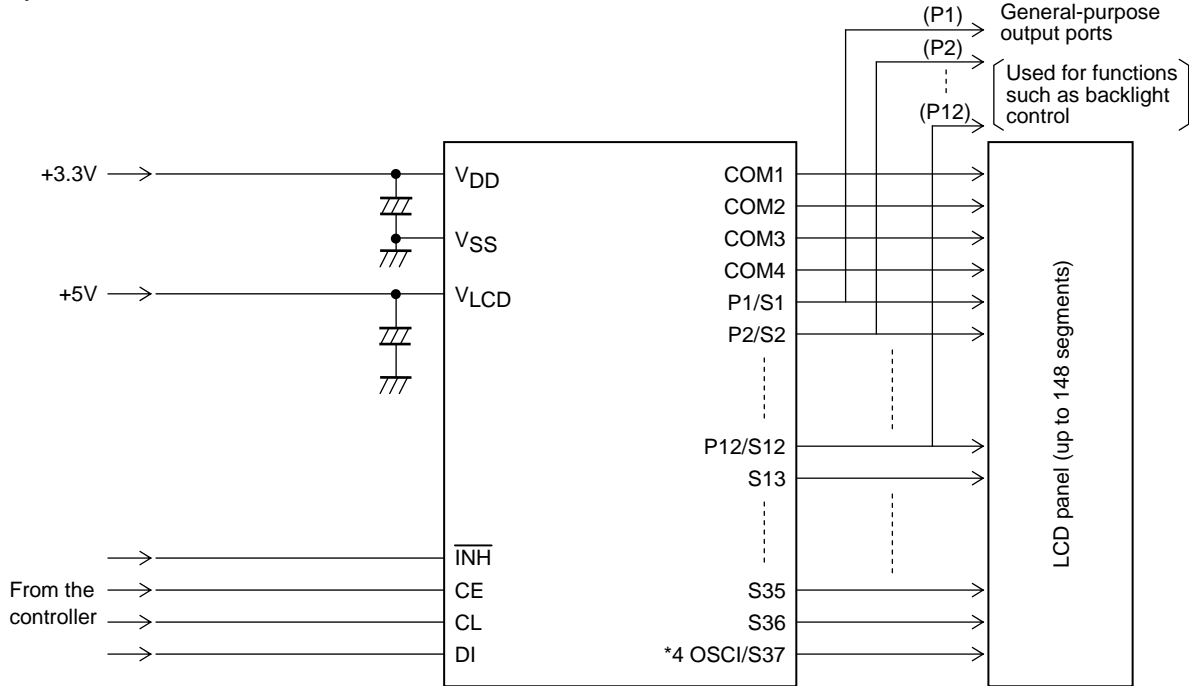 (P1)
General-purpose
output ports
(P2)
Used for functions
such as backlight
control
(P12)
+3.3V
VDD
COM1
COM2
VSS
COM3
COM4
+5V
VLCD
P1/S1
P2/S2
P12/S12
S13
LCD panel (up to 148 segments)
INH
From the
controller
CE
S35
CL
S36
DI
*4 OSCI/S37